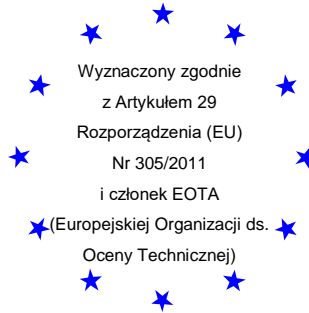 Wyznaczony zgodnie
z Artykułem 29
Rozporządzenia (EU)
Nr 305/2011
i członek EOTA
(Europejskiej Organizacji ds.
Oceny Technicznej)